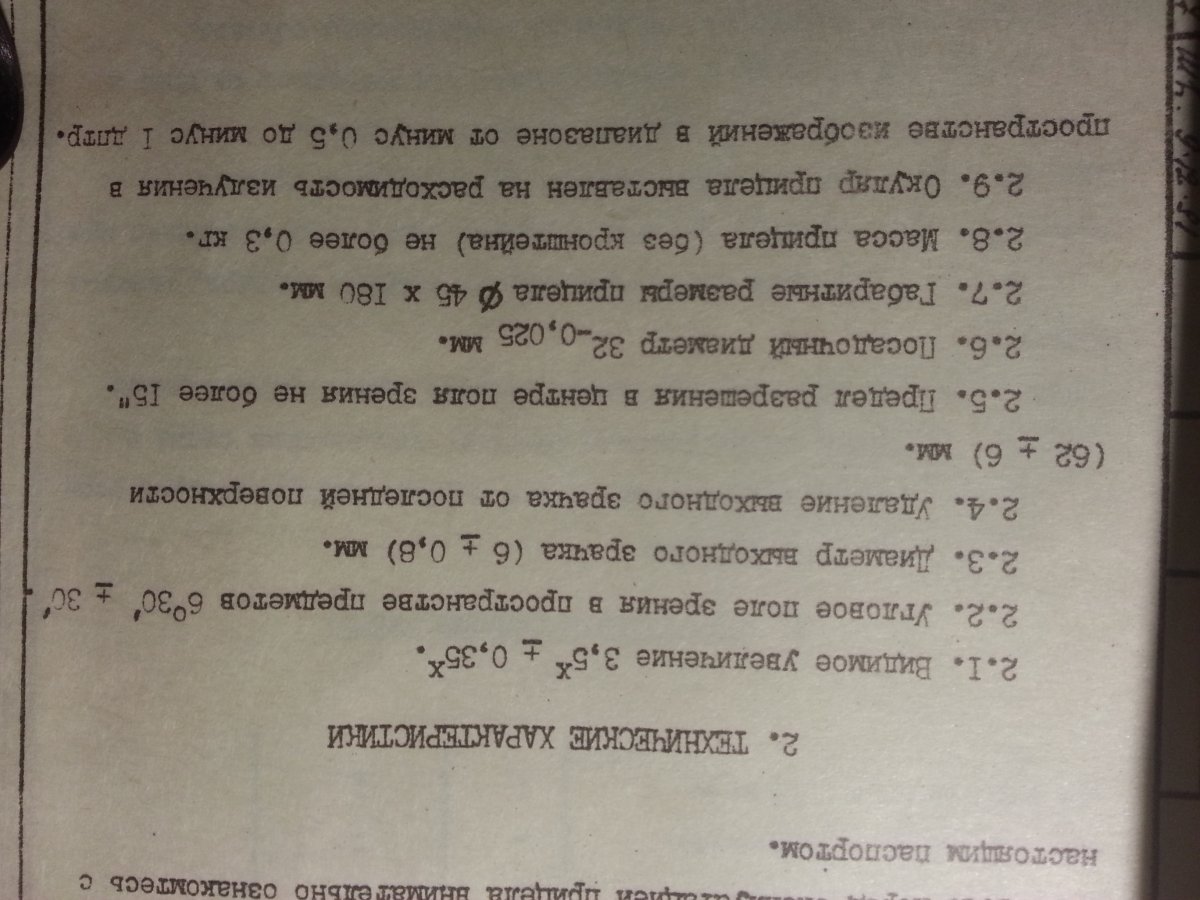 прицела внимательно ознакомтесь с
настоящим паспортом.
2. ТЕХНИЧЕСКИЕ ХАРАКТЕРИСТИКИ
2.I. Видимое увеличение 3,5ˣ ± 0,35ˣ.
2.2. Угловое поле зрения в пространстве предметов 6°30′ ± 30′.
2.3. Диаметр выходного зрачка (6 ± 0,8) мм.
2.4. Удаление выходного зрачка от последней поверхности
(62 ± 6) мм.
2.5. Предел разрешения в центре поля зрения не более I5".
2.6. Посадочный диаметр 32-0,025 мм.
2.7. Габаритные размеры прицела Ø 45 х I80 мм.
2.8. Масса прицела (без кронштейна) не более 0,3 кг.
2.9. Окуляр прицела выставлен на расходимость излучения в
пространстве изображений в диапазоне от минус 0,5 до минус I дптр.